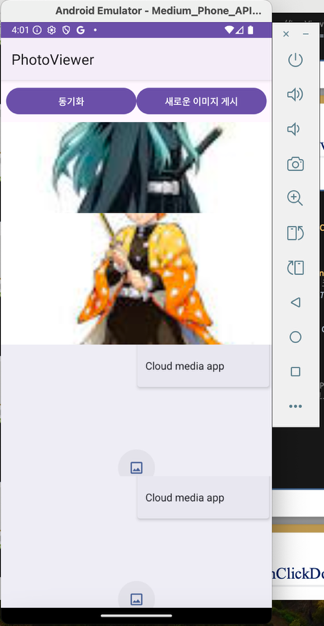 Android Emulator - Medium_Phone_API...
4:01
G
PhotoViewer
동기화
새로운 이미지 게시
Cloud media app
Cloud media app
nClickDo